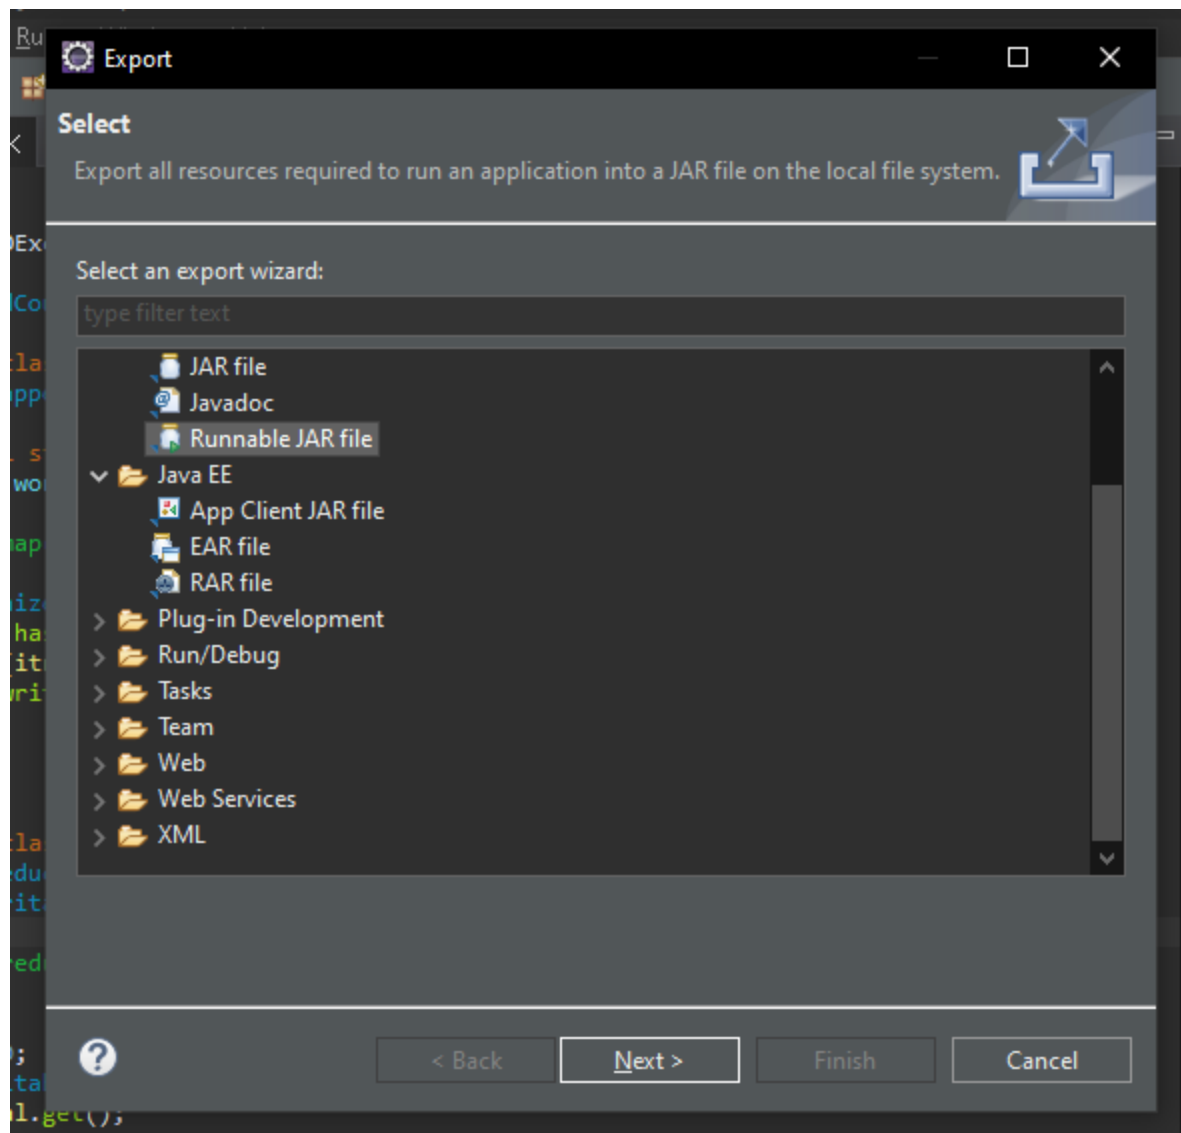 Ru
Export
Select
Export all resources required to run an application into a JAR file on the local file system.
Select an export wizard:
type filter text
JAR file
Javadoc
Runnable JAR file
Java EE
App Client JAR file
EAR file
RAR file
Plug-in Development
Run/Debug
Tasks
Team
Web
Web Services
XML
< Back
Next >
Finish
Cancel
l.get();